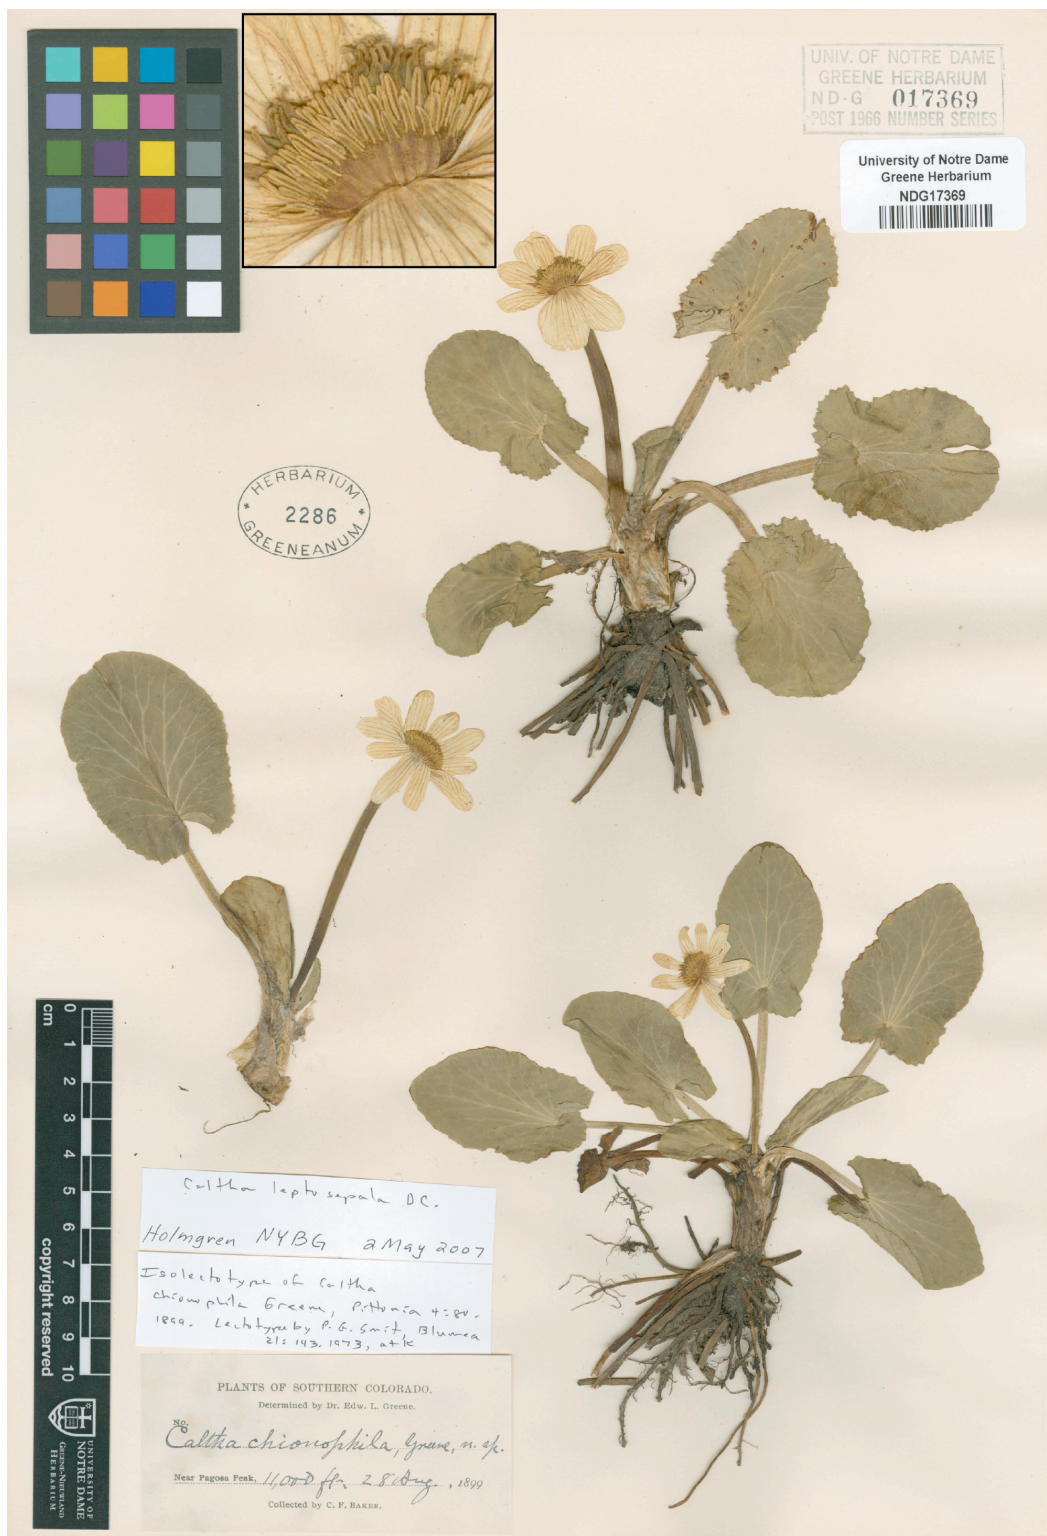 UNIV. OF NOTRE DAME
GREENE HERBARIUM
ND-G 017369
POST 1966 NUMBER SERIES
University of Notre Dame
Greene Herbarium
NDG17369
HERBARIUM
2286
GREENEANUM
cm
0
1
2
3
4
5
6
7
8
9
10
copyright reserved
UNIVERSITY OF
NOTRE DAME
GREENE-NIEUWLAND
HERBARIUM
Caltha leptosepala DC.
Holmgren NYBG 2 May 2007
Isolectotype of Caltha
chionophila Greene, Pittonia 4:80.
1899. Lectotype by P.G. Smit, Blumea
21: 143. 1973, at K
PLANTS OF SOUTHERN COLORADO.
Determined by Dr. Edw. L. Greene.
No.
Caltha chionophila, Greene, n. sp.
Near Pagosa Peak, 11,000 ft, 28 Aug., 1899
Collected by C. F. BAKER.